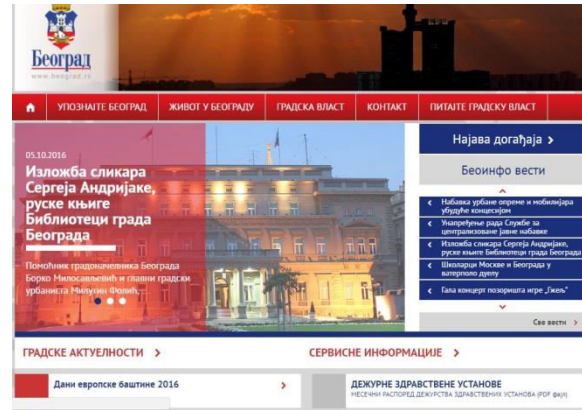 Београд
www.beograd.rs
УПОЗНАЈТЕ БЕОГРАД
ЖИВОТ У БЕОГРАДУ
ГРАДСКА ВЛАСТ
КОНТАКТ
ПИТАЈТЕ ГРАДСКУ ВЛАСТ
05.10.2016
Изложба сликара
Сергеја Андријаке,
руске књиге
Библиотеци града
Београда
Помоћник градоначелника Београда
Борко Милосављевић и главни градски
урбаниста Милутин Фолић,
Најава догађаја
Беоинфо вести
Набавка урбане опреме и мобилијара
убудуће концесијом
Унапређење рада Службе за
централизоване јавне набавке
Изложба сликара Сергеја Андријаке,
руске књиге Библиотеци града Београда
Школарци Москве и Београда у
ватерполо дуелу
Гала концерт позоришта игре „Гжељ“
Све вести
ГРАДСКЕ АКТУЕЛНОСТИ
СЕРВИСНЕ ИНФОРМАЦИЈЕ
Дани европске баштине 2016
ДЕЖУРНЕ ЗДРАВСТВЕНЕ УСТАНОВЕ
МЕСЕЧНИ РАСПОРЕД ДЕЖУРСТВА ЗДРАВСТВЕНИХ УСТАНОВА (PDF фајл)